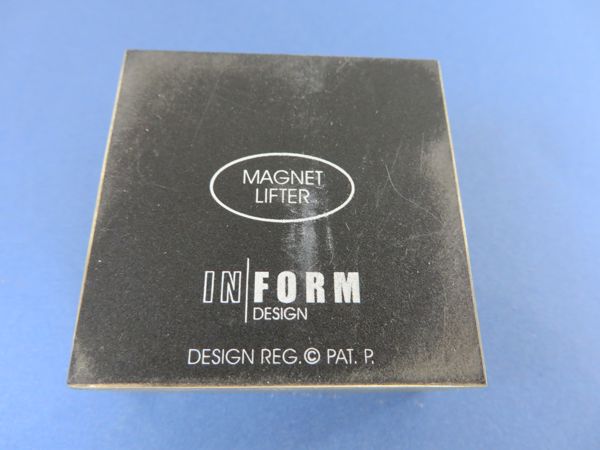 MAGNET
LIFTER
IN|FORM
DESIGN
DESIGN REG.© PAT. P.